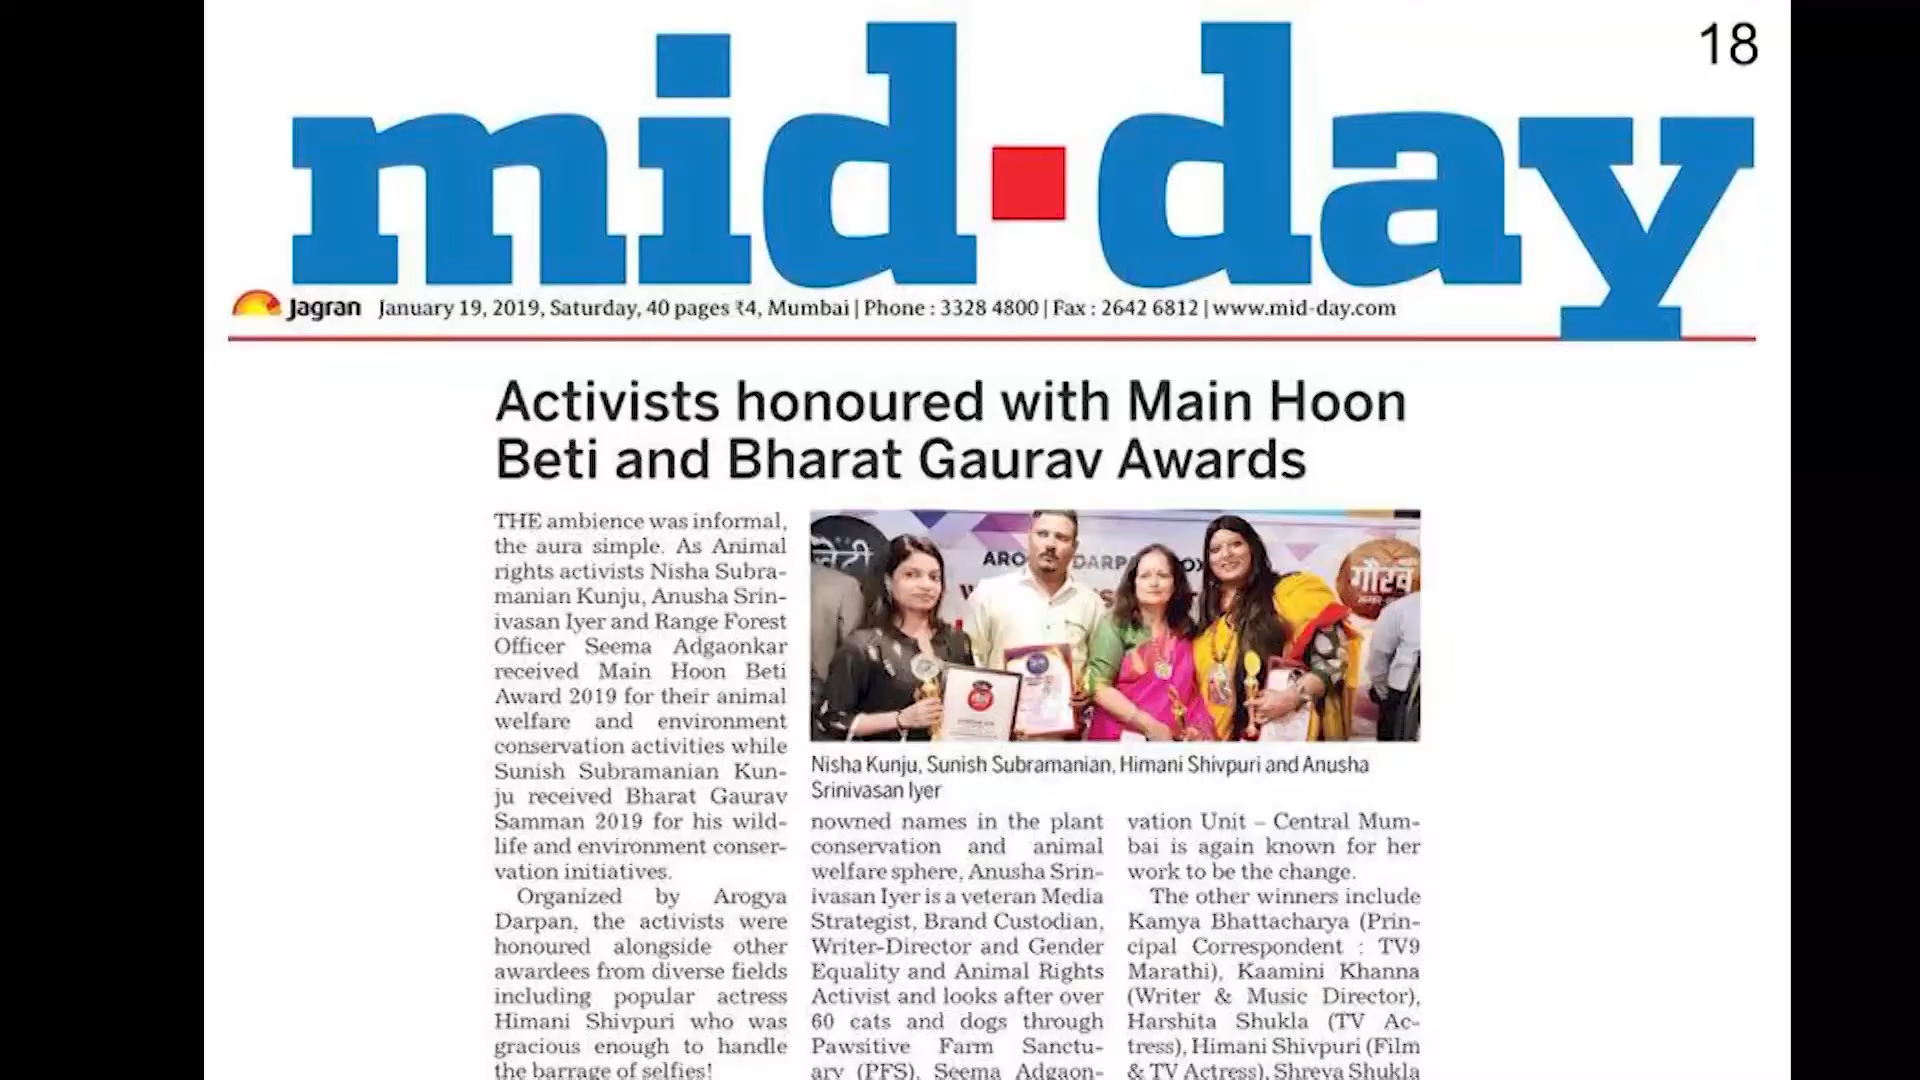 18
mid-day
Jagran January 19, 2019, Saturday, 40 pages ₹4, Mumbai | Phone : 3328 4800 | Fax : 2642 6812 | www.mid-day.com
Activists honoured with Main Hoon
Beti and Bharat Gaurav Awards
THE ambience was informal,
the aura simple. As Animal
rights activists Nisha Subra-
manian Kunju, Anusha Srin-
ivasan Iyer and Range Forest
Officer Seema Adgaonkar
received Main Hoon Beti
Award 2019 for their animal
welfare and environment
conservation activities while
Sunish Subramanian Kun-
ju received Bharat Gaurav
Samman 2019 for his wild-
life and environment conser-
vation initiatives.
Organized by Arogya
Darpan, the activists were
honoured alongside other
awardees from diverse fields
including popular actress
Himani Shivpuri who was
gracious enough to handle
the barrage of selfies!
बेटी
ARO DARP
गौरव
Nisha Kunju, Sunish Subramanian, Himani Shivpuri and Anusha
Srinivasan Iyer
nowned names in the plant
conservation and animal
welfare sphere, Anusha Srin-
ivasan Iyer is a veteran Media
Strategist, Brand Custodian,
Writer-Director and Gender
Equality and Animal Rights
Activist and looks after over
60 cats and dogs through
Pawsitive Farm Sanctu-
ary (PFS). Seema Adgaon-
vation Unit – Central Mum-
bai is again known for her
work to be the change.
The other winners include
Kamya Bhattacharya (Prin-
cipal Correspondent : TV9
Marathi), Kaamini Khanna
(Writer & Music Director),
Harshita Shukla (TV Ac-
tress), Himani Shivpuri (Film
& TV Actress), Shreya Shukla